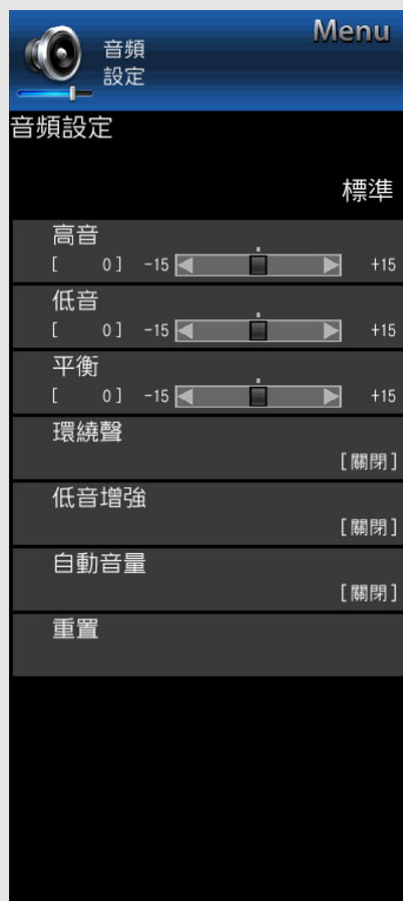 Menu
音頻
設定
音頻設定
標準
高音
[ 0] -15 +15
低音
[ 0] -15 +15
平衡
[ 0] -15 +15
環繞聲
[關閉]
低音增強
[關閉]
自動音量
[關閉]
重置